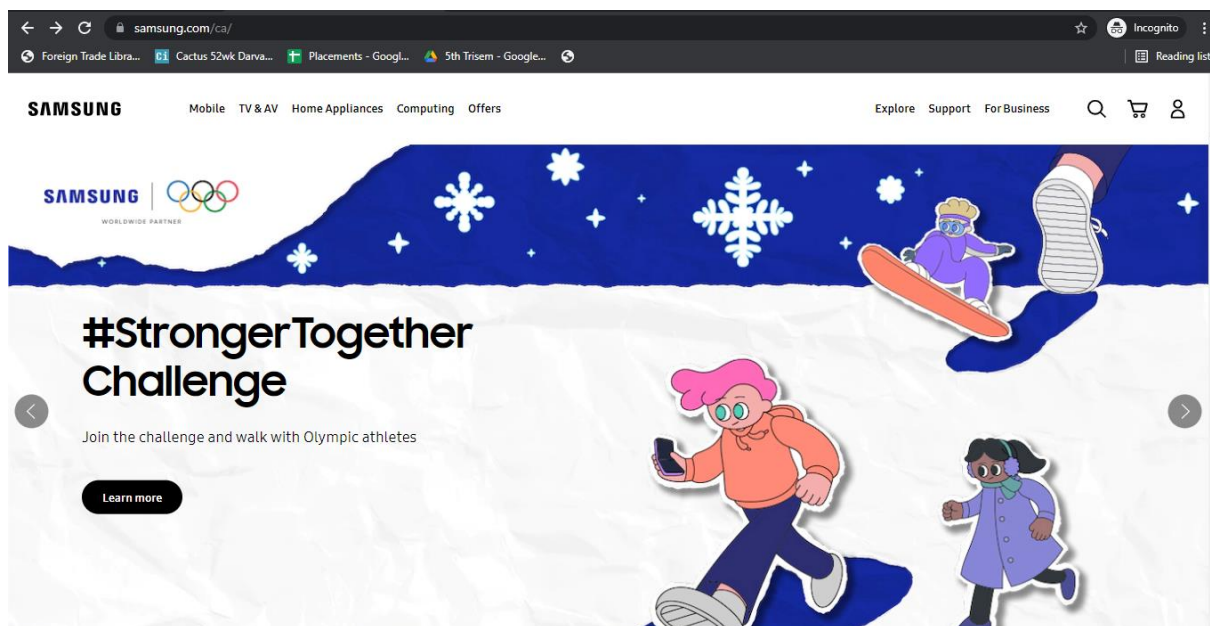 samsung.com/ca/
Incognito
Foreign Trade Libra...
Ci Cactus 52wk Darva...
Placements - Googl...
5th Trisem - Google...
Reading list
SAMSUNG
Mobile TV & AV Home Appliances Computing Offers
Explore Support For Business
SAMSUNG
WORLDWIDE PARTNER
#StrongerTogether
Challenge
Join the challenge and walk with Olympic athletes
Learn more